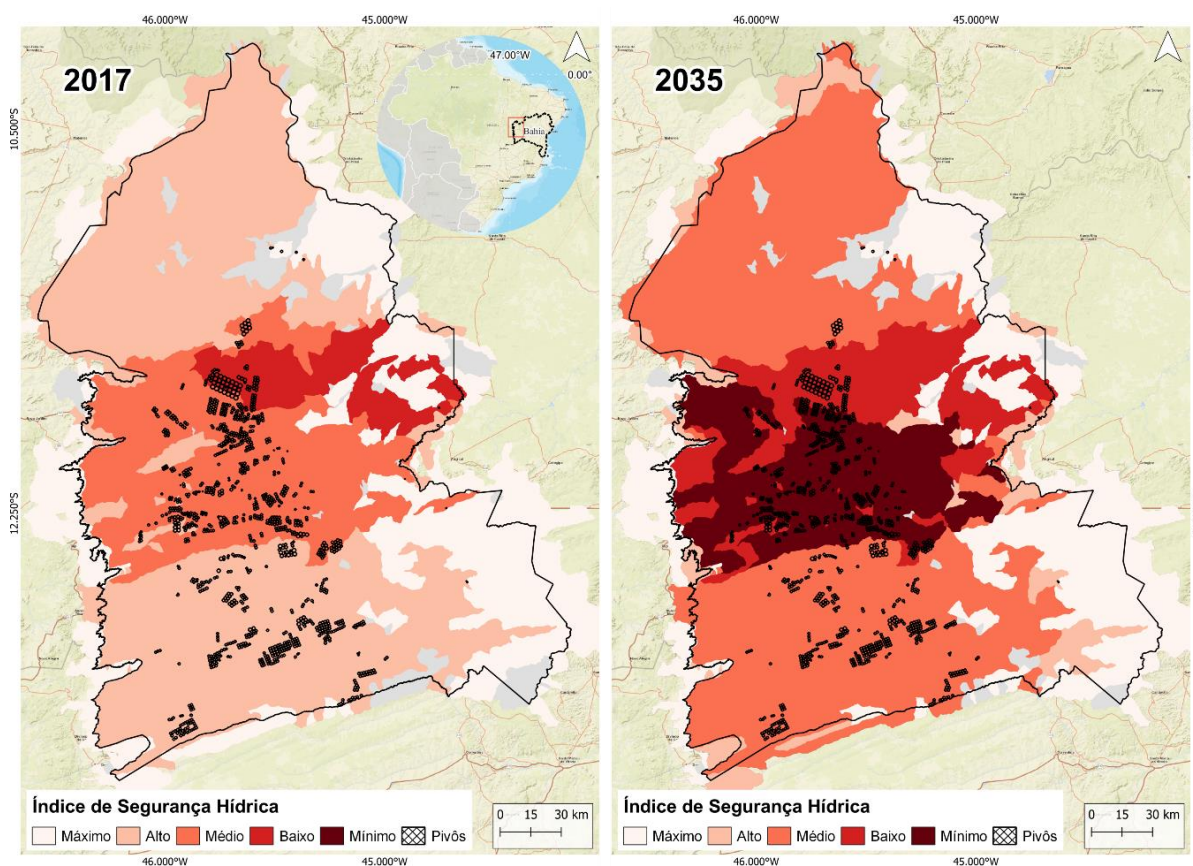 46.000°W 45.000°W 46.000°W 45.000°W
2017
47.00°W
0.00°
Bahia
2035
10.500°S
12.250°S
Índice de Segurança Hídrica
Máximo Alto Médio Baixo Mínimo Pivôs
0 15 30 km
Índice de Segurança Hídrica
Máximo Alto Médio Baixo Mínimo Pivôs
0 15 30 km
46.000°W 45.000°W 46.000°W 45.000°W